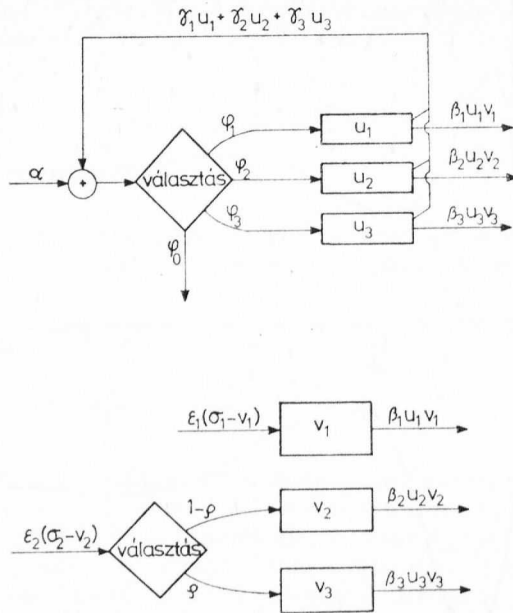 γ₁u₁ + γ₂u₂ + γ₃u₃
φ₁ u₁ β₁u₁v₁
α + választás φ₂ u₂ β₂u₂v₂
φ₃ u₃ β₃u₃v₃
φ₀
ε₁(σ₁-v₁) v₁ β₁u₁v₁
1-ρ v₂ β₂u₂v₂
ε₂(σ₂-v₂) választás
ρ v₃ β₃u₃v₃